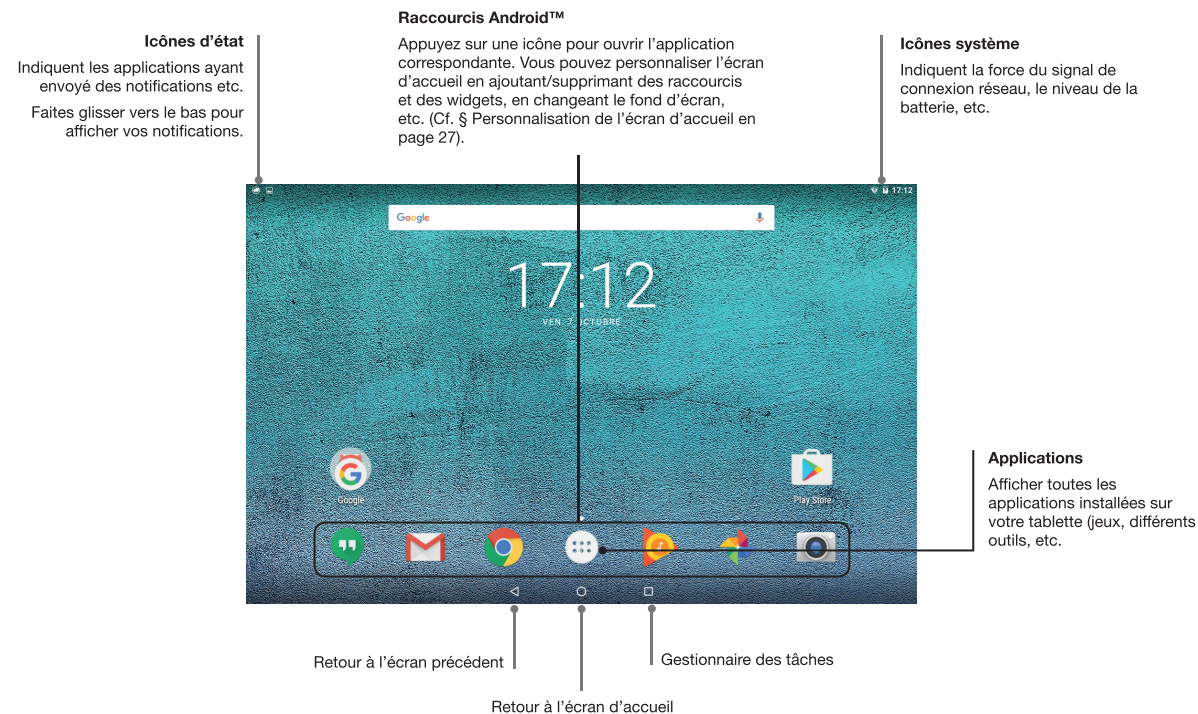 Raccourcis Android™
Appuyez sur une icône pour ouvrir l'application
correspondante. Vous pouvez personnaliser l'écran
d'accueil en ajoutant/supprimant des raccourcis
et des widgets, en changeant le fond d'écran,
etc. (Cf. § Personnalisation de l'écran d'accueil en
page 27).
Icônes d'état
Indiquent les applications ayant
envoyé des notifications etc.
Faites glisser vers le bas pour
afficher vos notifications.
Icônes système
Indiquent la force du signal de
connexion réseau, le niveau de la
batterie, etc.
17:12
Google
17:12
VEN. 7 OCTUBRE
Google
Play Store
Applications
Afficher toutes les
applications installées sur
votre tablette (jeux, différents
outils, etc.
Retour à l'écran précédent
Gestionnaire des tâches
Retour à l'écran d'accueil